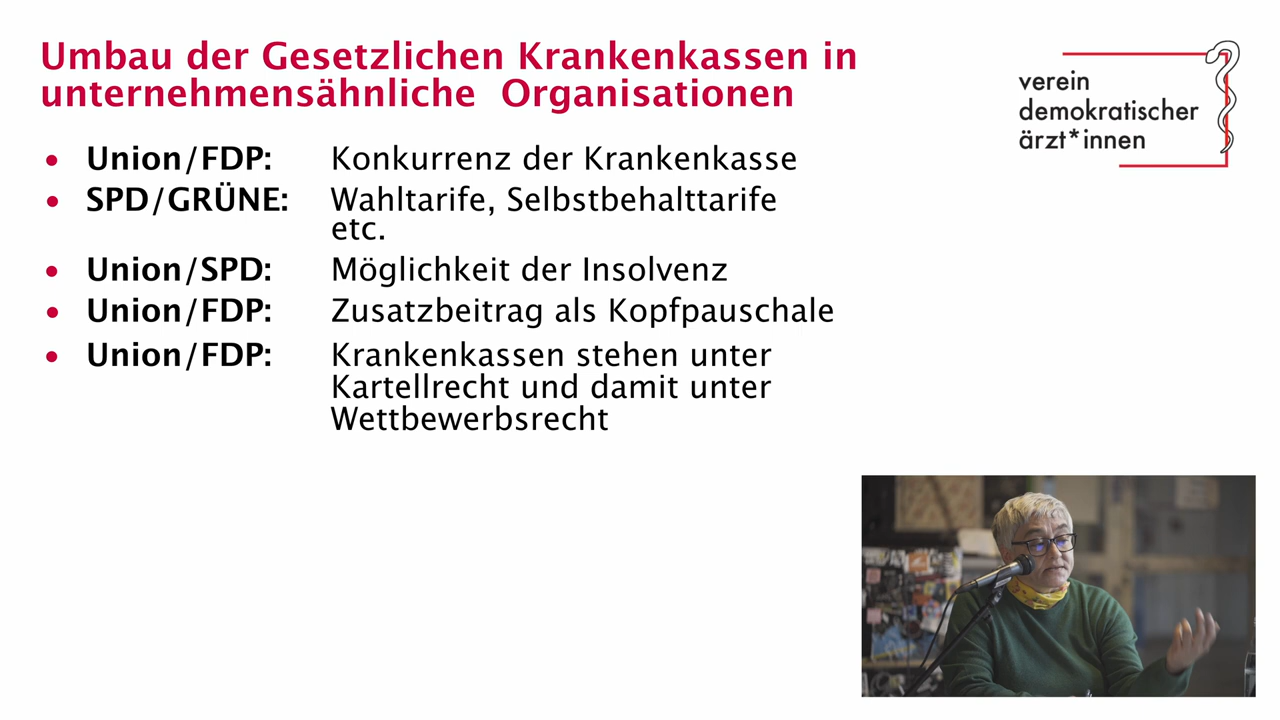 Umbau der Gesetzlichen Krankenkassen in
unternehmensähnliche Organisationen
verein
demokratischer
ärzt*innen
• Union/FDP: Konkurrenz der Krankenkasse
• SPD/GRÜNE: Wahltarife, Selbstbehalttarife
etc.
• Union/SPD: Möglichkeit der Insolvenz
• Union/FDP: Zusatzbeitrag als Kopfpauschale
• Union/FDP: Krankenkassen stehen unter
Kartellrecht und damit unter
Wettbewerbsrecht